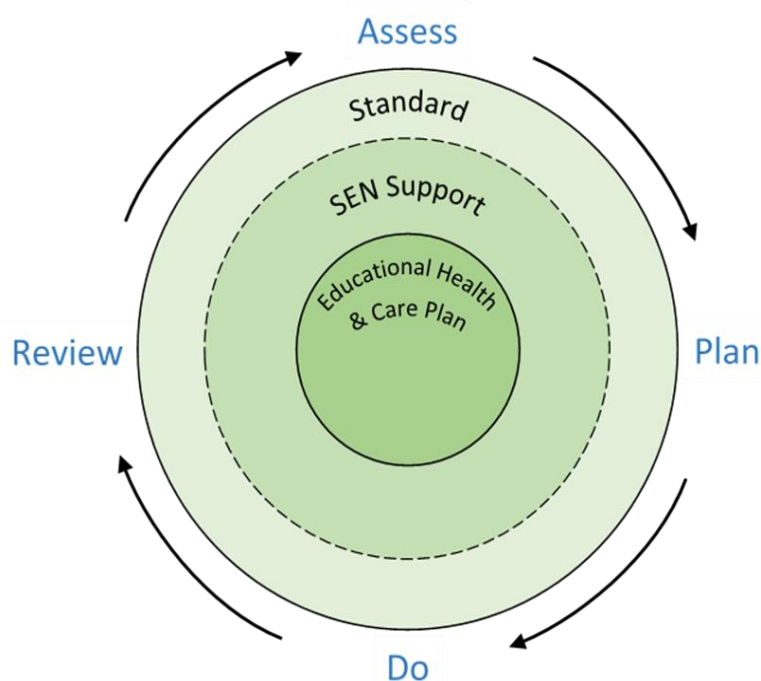 Assess
Standard
SEN Support
Educational Health
& Care Plan
Review
Plan
Do